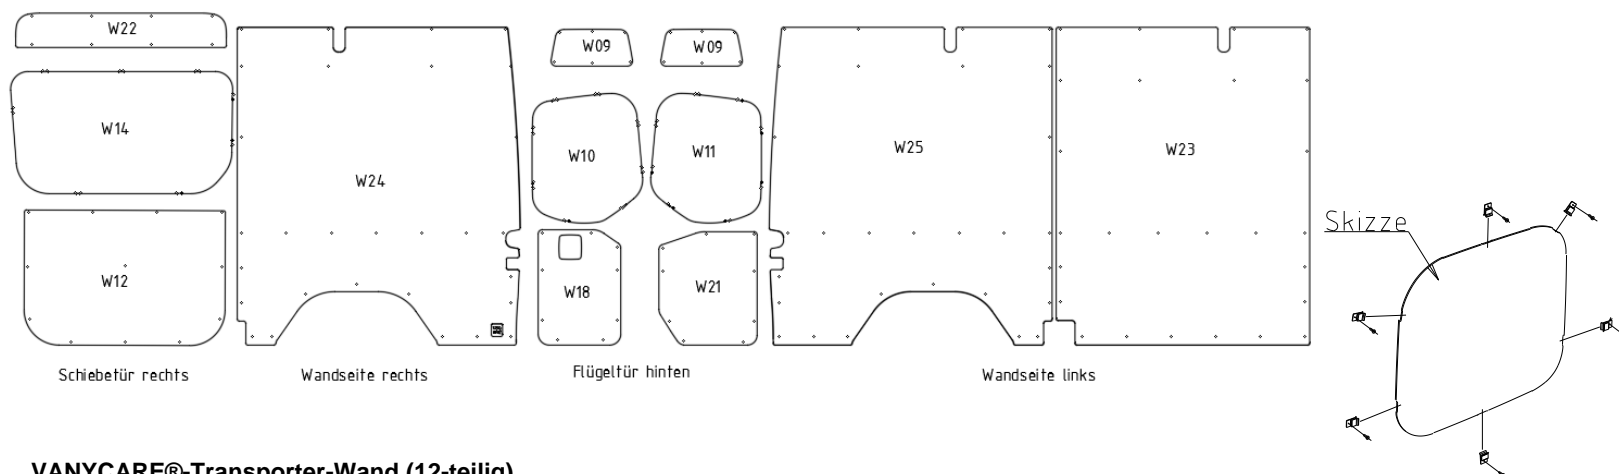 W22
W09
W09
W14
W10
W11
W25
W23
W24
Skizze
W12
W18
W21
Schiebetür rechts
Wandseite rechts
Flügeltür hinten
Wandseite links
VANYCARE®-Transporter-Wand (12-teilig)